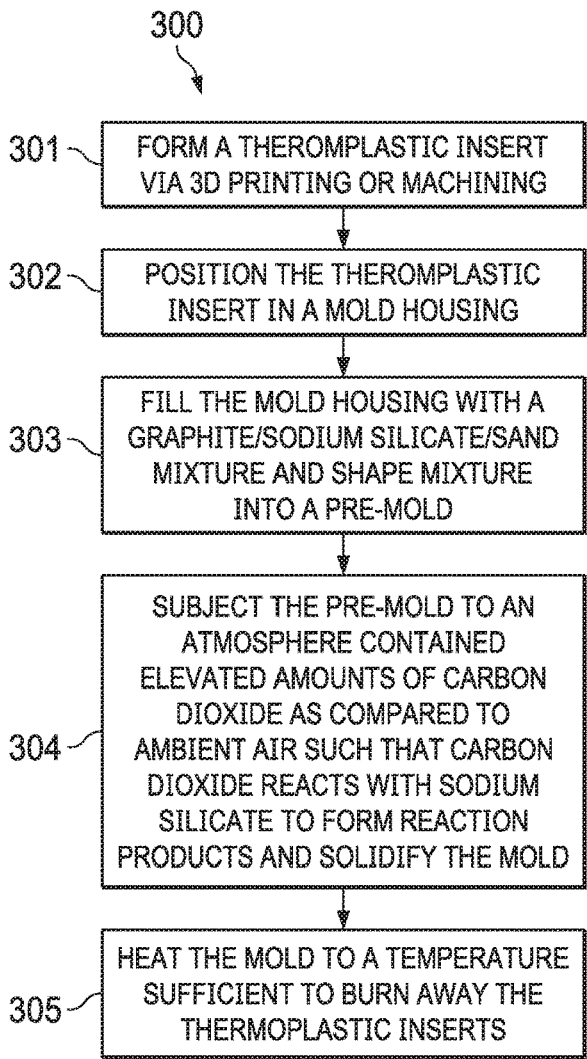 300
301
FORM A THEROMPLASTIC INSERT
VIA 3D PRINTING OR MACHINING
302
POSITION THE THEROMPLASTIC
INSERT IN A MOLD HOUSING
303
FILL THE MOLD HOUSING WITH A
GRAPHITE/SODIUM SILICATE/SAND
MIXTURE AND SHAPE MIXTURE
INTO A PRE-MOLD
304
SUBJECT THE PRE-MOLD TO AN
ATMOSPHERE CONTAINED
ELEVATED AMOUNTS OF CARBON
DIOXIDE AS COMPARED TO
AMBIENT AIR SUCH THAT CARBON
DIOXIDE REACTS WITH SODIUM
SILICATE TO FORM REACTION
PRODUCTS AND SOLIDIFY THE MOLD
305
HEAT THE MOLD TO A TEMPERATURE
SUFFICIENT TO BURN AWAY THE
THERMOPLASTIC INSERTS